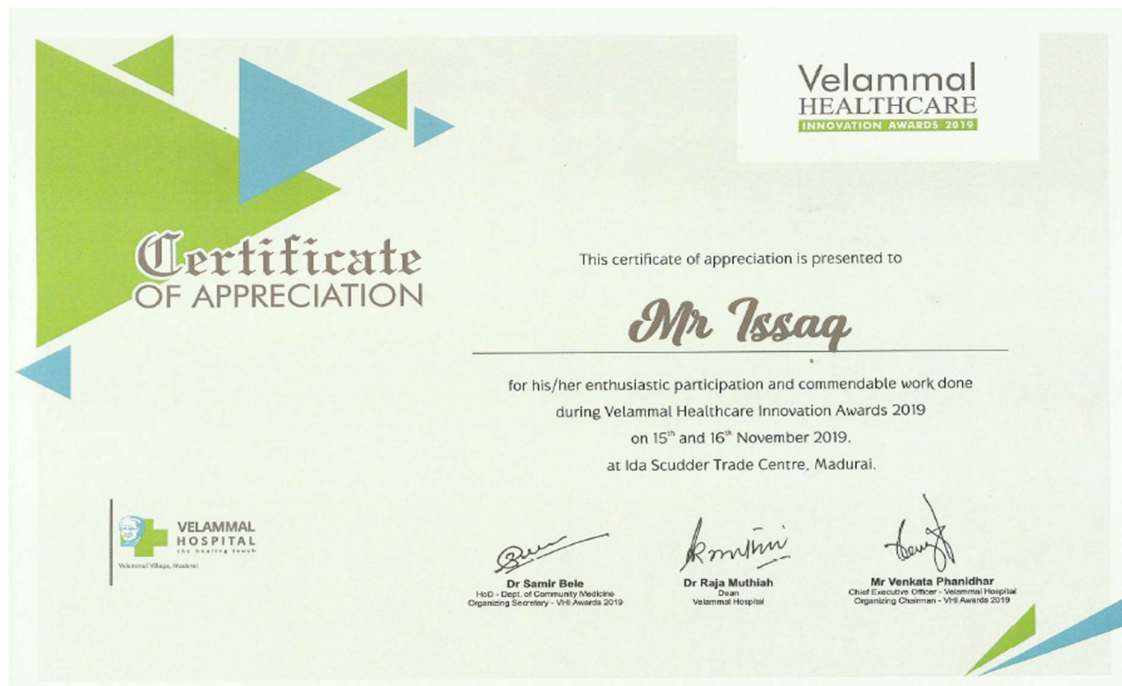 Velammal
HEALTHCARE
INNOVATION AWARDS 2019
Certificate
OF APPRECIATION
This certificate of appreciation is presented to
Mr Issaq
for his/her enthusiastic participation and commendable work done
during Velammal Healthcare Innovation Awards 2019
on 15th and 16th November 2019.
at Ida Scudder Trade Centre, Madurai.
VELAMMAL
HOSPITAL
the healing touch
Velammal Village, Madurai
Dr Samir Bele
HoD - Dept. of Community Medicine
Organizing Secretary - VHI Awards 2019
Dr Raja Muthiah
Dean
Velammal Hospital
Mr Venkata Phanidhar
Chief Executive Officer - Velammal Hospital
Organizing Chairman - VHI Awards 2019